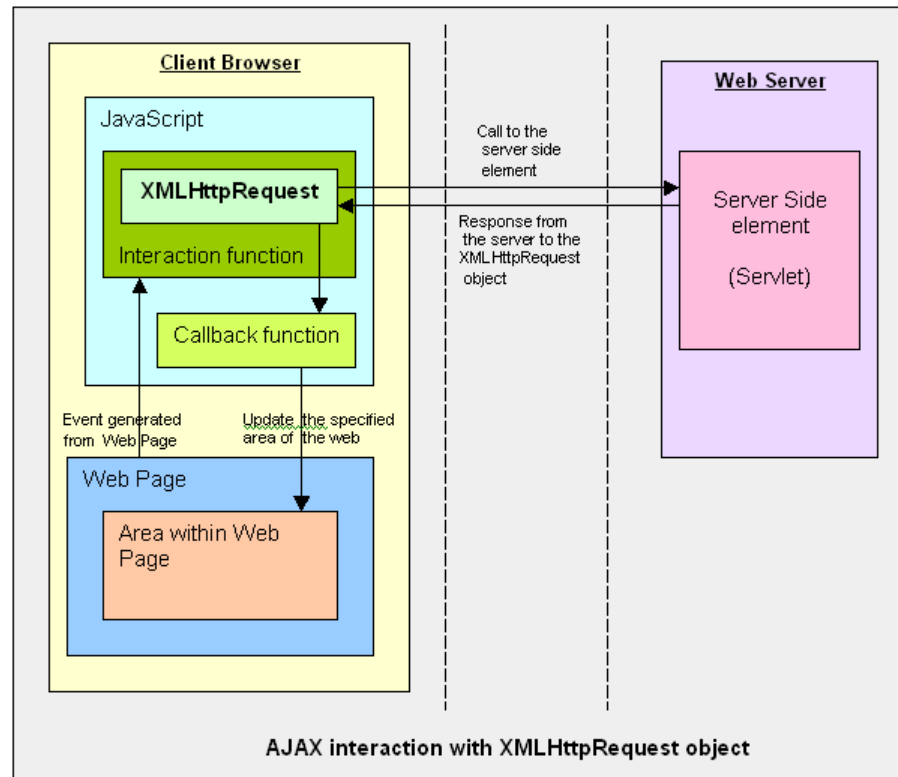 Client Browser
JavaScript
XMLHttpRequest
Interaction function
Callback function
Event generated
from Web Page
Update the specified
area of the web
Web Page
Area within Web
Page
Call to the
server side
element
Response from
the server to the
XMLHttpRequest
object
Web Server
Server Side
element
(Servlet)
AJAX interaction with XMLHttpRequest object